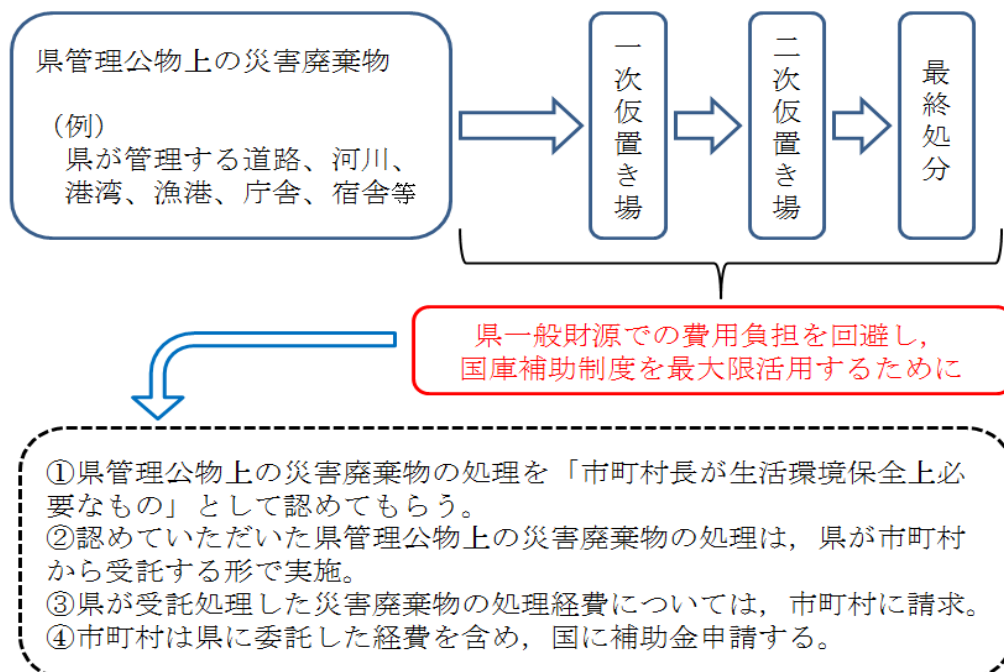 県管理公物上の災害廃棄物
（例）
県が管理する道路、河川、
港湾、漁港、庁舎、宿舎等
一次仮置き場
二次仮置き場
最終処分
県一般財源での費用負担を回避し，
国庫補助制度を最大限活用するために
①県管理公物上の災害廃棄物の処理を「市町村長が生活環境保全上必
要なもの」として認めてもらう。
②認めていただいた県管理公物上の災害廃棄物の処理は，県が市町村
から受託する形で実施。
③県が受託処理した災害廃棄物の処理経費については，市町村に請求。
④市町村は県に委託した経費を含め，国に補助金申請する。